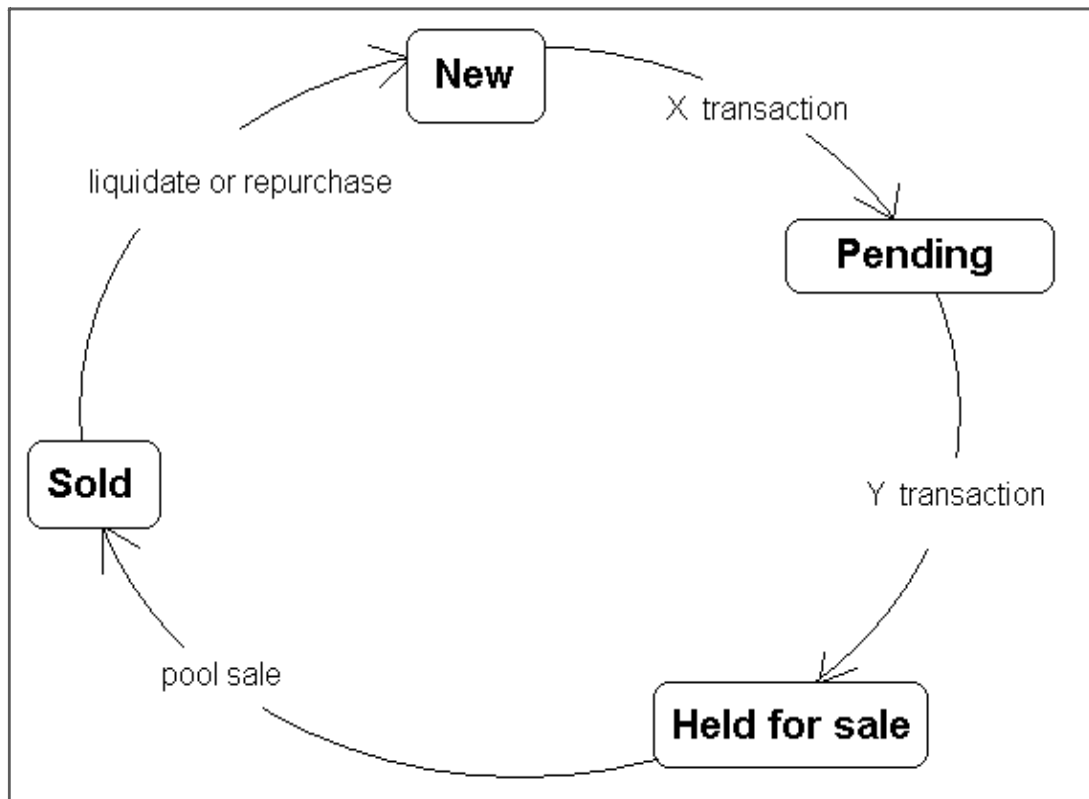 New
X transaction
liquidate or repurchase
Pending
Sold
Y transaction
pool sale
Held for sale